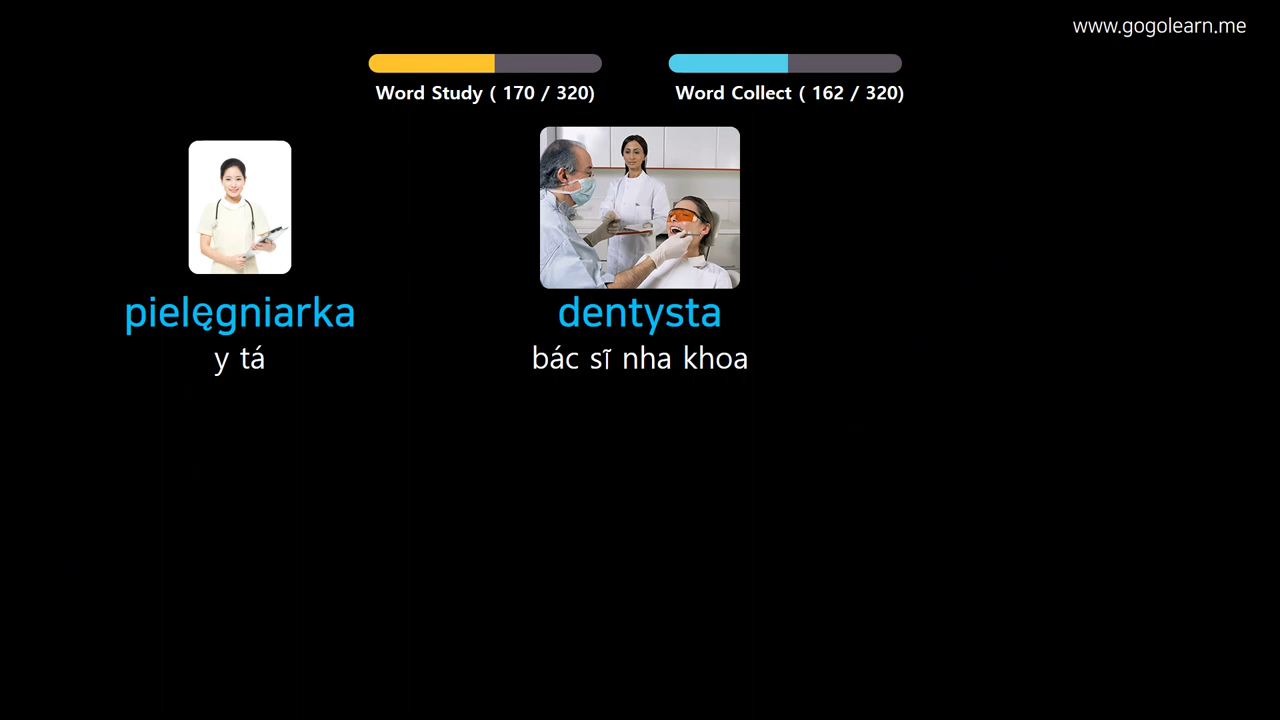 www.gogolearn.me
Word Study ( 170 / 320)
Word Collect ( 162 / 320)
pielęgniarka
y tá
dentysta
bác sĩ nha khoa